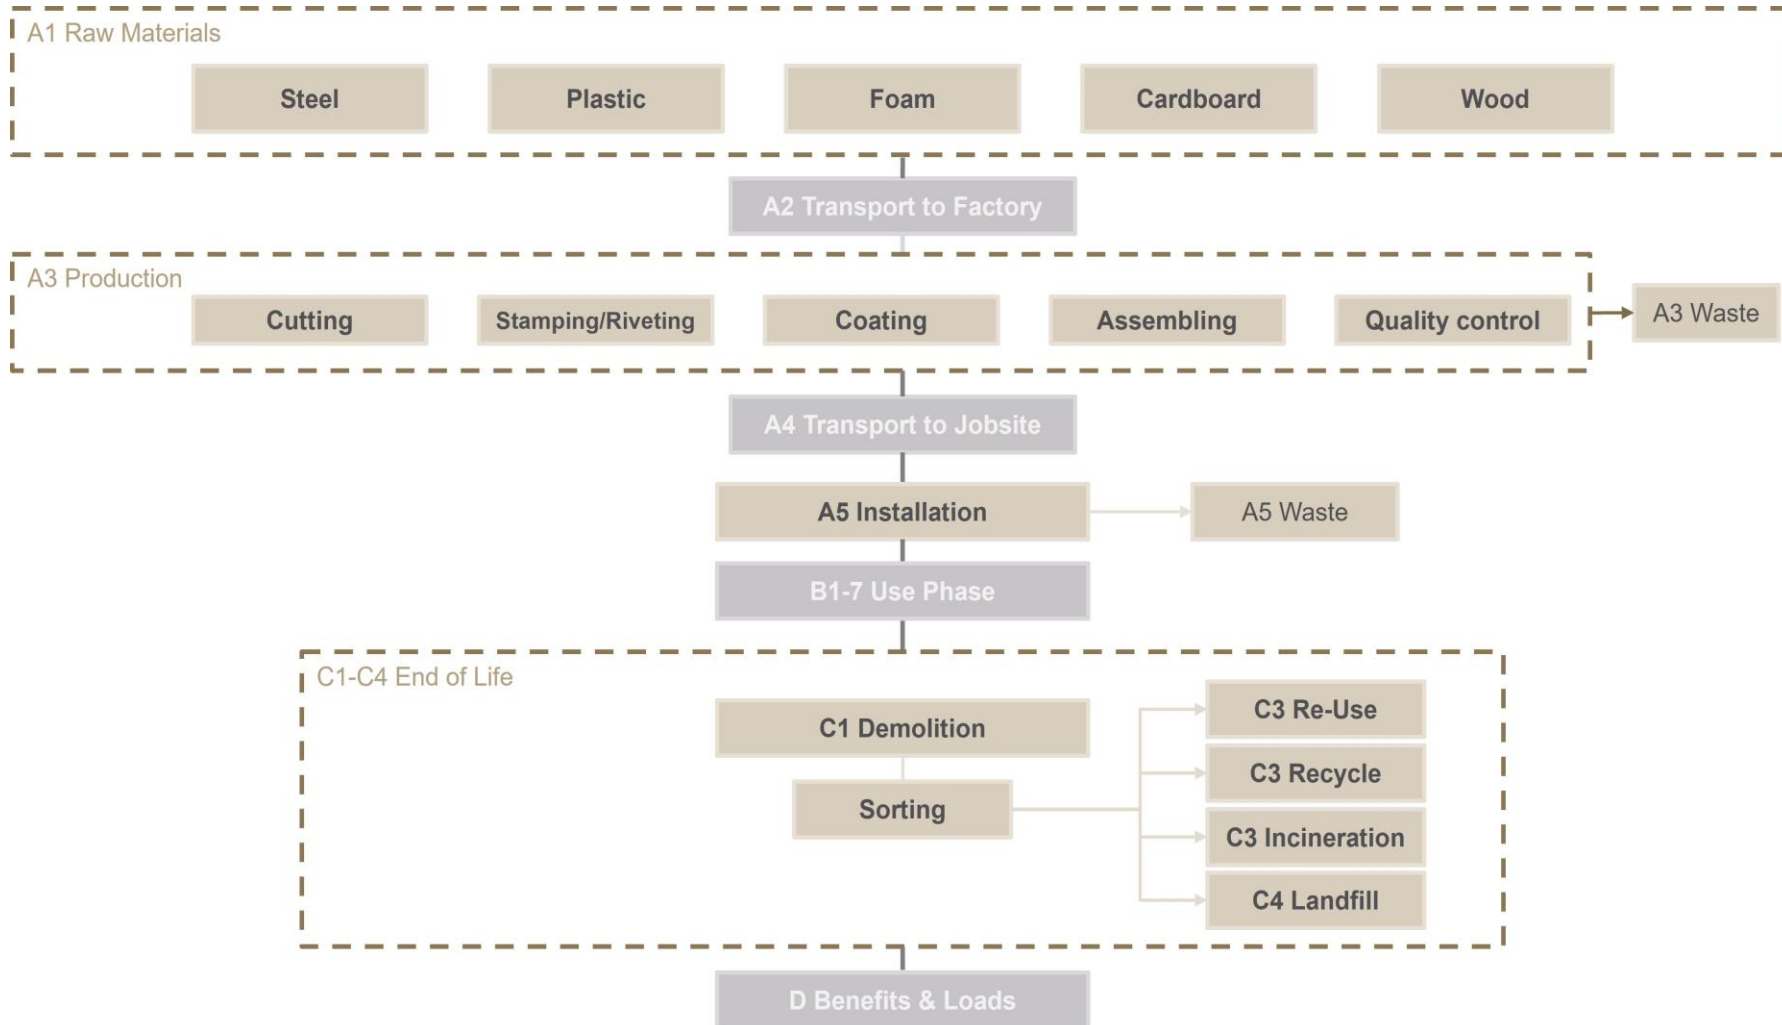 A1 Raw Materials
Steel
Plastic
Foam
Cardboard
Wood
A2 Transport to Factory
A3 Production
Cutting
Stamping/Riveting
Coating
Assembling
Quality control
A3 Waste
A4 Transport to Jobsite
A5 Installation
A5 Waste
B1-7 Use Phase
C1-C4 End of Life
C1 Demolition
Sorting
C3 Re-Use
C3 Recycle
C3 Incineration
C4 Landfill
D Benefits & Loads